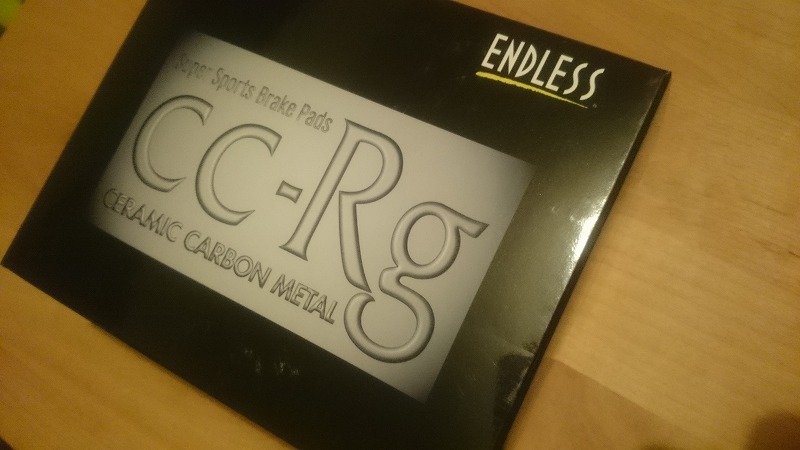 ENDLESS
Super Sports Brake Pads
CC-Rg
CERAMIC CARBON METAL